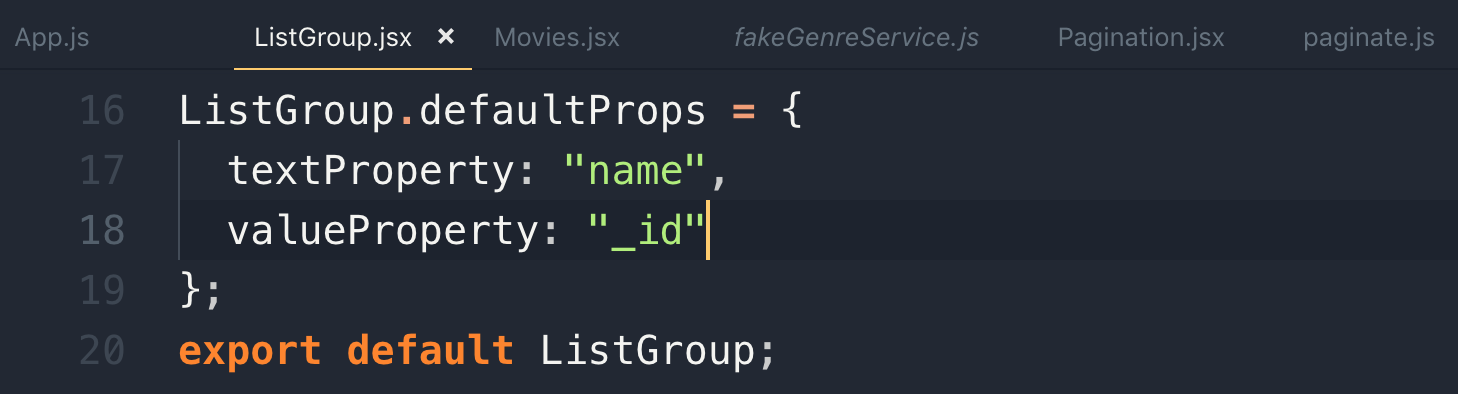 App.js ListGroup.jsx × Movies.jsx fakeGenreService.js Pagination.jsx paginate.js
16 ListGroup.defaultProps = {
17   textProperty: "name",
18   valueProperty: "_id"
19 };
20 export default ListGroup;